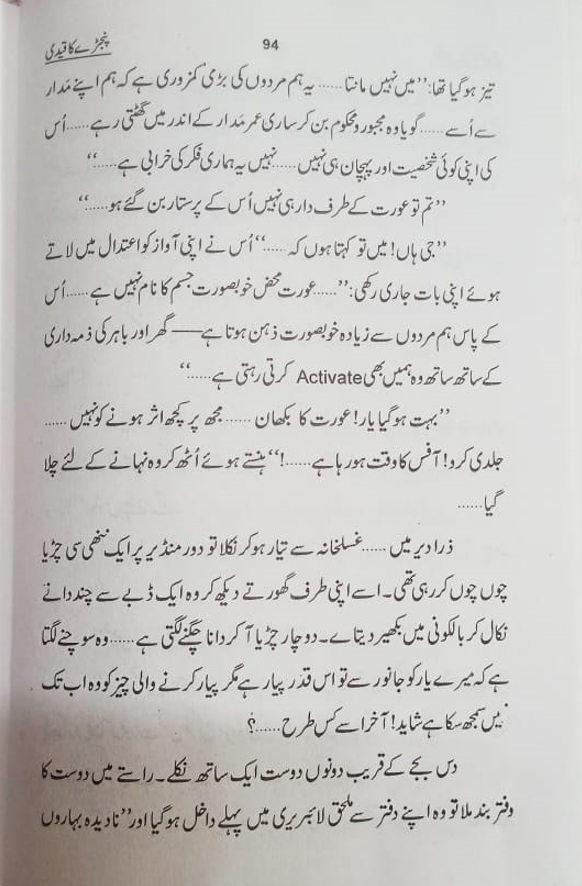 94
پنجڑے کا قیدی
تیز ہوگیا تھا: ’’میں نہیں مانتا...... یہ ہم مردوں کی بڑی کمزوری ہے کہ ہم اپنے مَدار
سے اُسے......گویا وہ مجبور و محکوم بن کر ساری عمر مَدار کے اندر میں گھٹتی رہے......اُس
کی اپنی کوئی شخصیت اور پہچان ہی نہیں......نہیں یہ ہماری فکر کی خرابی ہے......‘‘
’’تم تو عورت کے طرف دار ہی نہیں اُس کے پرستار بن گئے ہو......‘‘
’’جی ہاں! میں تو کہتا ہوں کہ......‘‘ اُس نے اپنی آواز کو اعتدال میں لاتے
ہوئے اپنی بات جاری رکھی: ’’......عورت محض خوبصورت جسم کا نام نہیں ہے......اُس
کے پاس ہم مردوں سے زیادہ خوبصورت ذہن ہوتا ہے—— گھر اور باہر کی ذمہ داری
کے ساتھ ساتھ وہ ہمیں بھی Activate کرتی رہتی ہے......‘‘
’’بہت ہوگیا یار! عورت کا بکھان ...... مجھ پر کچھ اثر ہونے کو نہیں ......
جلدی کرو! آفس کا وقت ہو رہا ہے......!‘‘ ہنستے ہوئے اُٹھ کر وہ نہانے کے لئے چلا
گیا......
ذرا دیر میں ......غسلخانہ سے تیار ہوکر نکلا تو دور منڈیر پر ایک ننھی سی چڑیا
چوں چوں کر رہی تھی۔ اسے اپنی طرف گھورتے دیکھ کر وہ ایک ڈبے سے چند دانے
نکال کر بالکونی میں بکھیر دیتا ے۔ دو چار چڑیا آ کر دانا چگنے لگتی ہے......وہ سوچنے لگتا
ہے کہ میرے یار کو جانور سے تو اس قدر پیار ہے مگر پیار کرنے والی چیز کو وہ اب تک
نہیں سمجھ سکا ہے شاید! آخر اسے کس طرح......؟
دس بجے کے قریب دونوں دوست ایک ساتھ نکلے۔ راستے میں دوست کا
دفتر بند ملا تو وہ اپنے دفتر سے ملحق لائبریری میں پہلے داخل ہوگیا اور ’’نادیدہ بہاروں